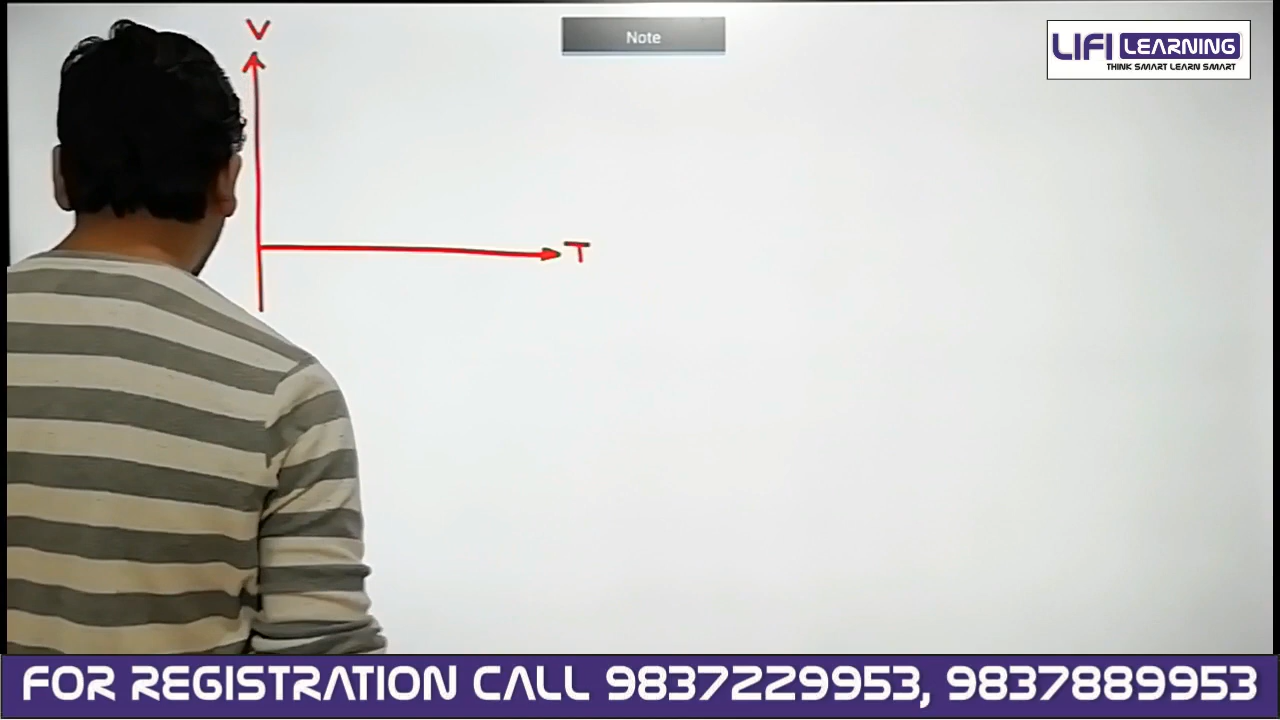 V
Note
LIFI LEARNING
THINK SMART LEARN SMART
T
FOR REGISTRATION CALL 9837229953, 9837889953